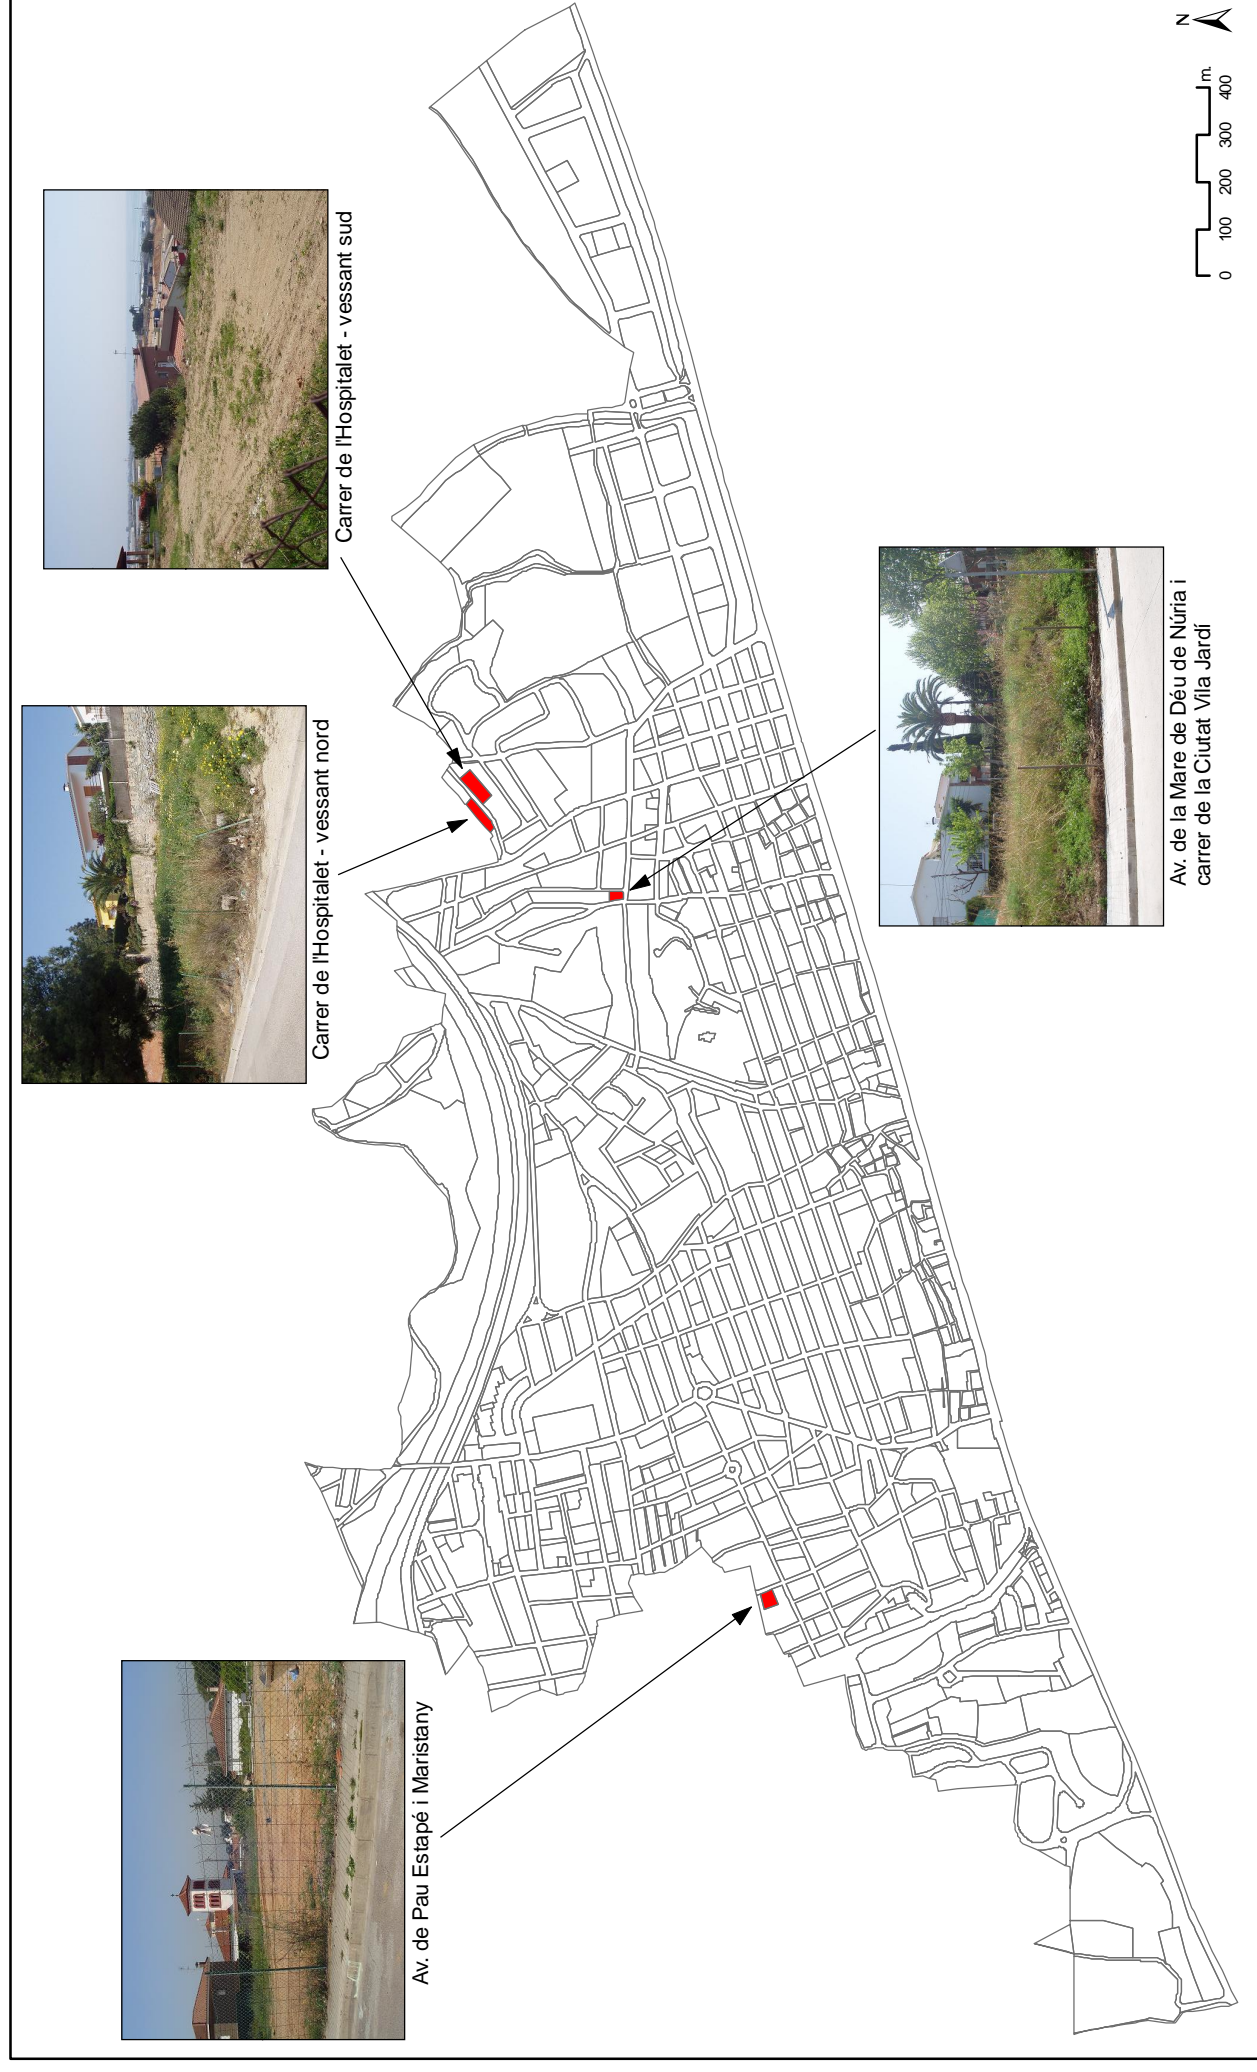 Av. de Pau Estapé i Maristany
Carrer de l'Hospitalet - vessant nord
Carrer de l'Hospitalet - vessant sud
Av. de la Mare de Déu de Núria i
carrer de la Ciutat Vila Jardí
N
m.
0 100 200 300 400